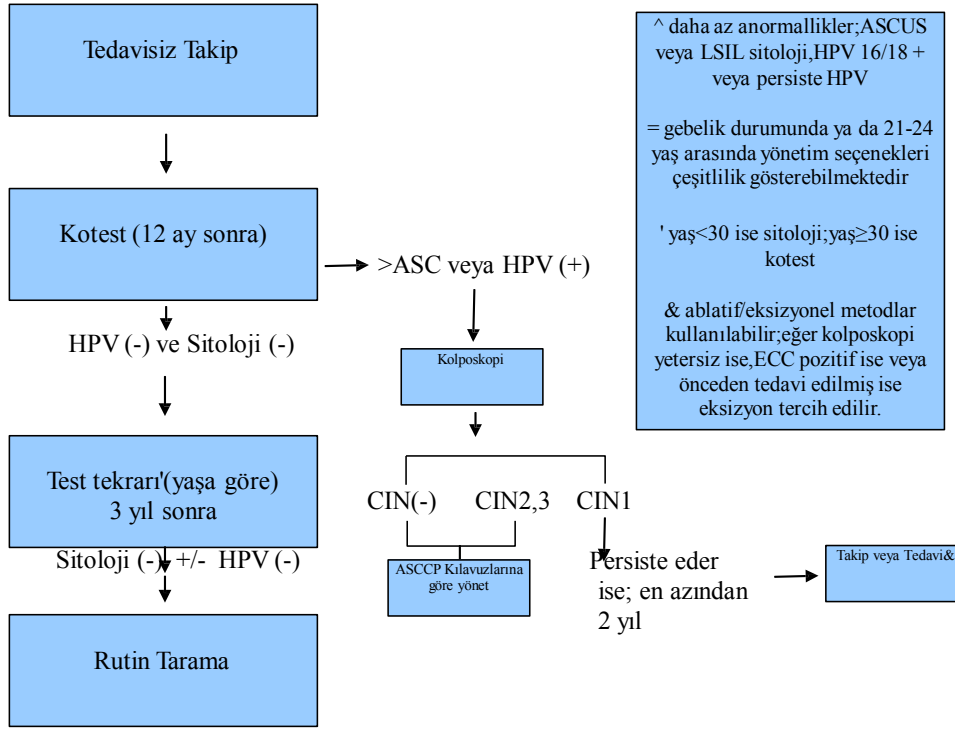 Tedavisiz Takip
Kotest (12 ay sonra)
>ASC veya HPV (+)
HPV (-) ve Sitoloji (-)
Kolposkopi
Test tekrarı'(yaşa göre)
3 yıl sonra
CIN(-) CIN2,3 CIN1
Sitoloji (-) +/- HPV (-)
ASCCP Kılavuzlarına
göre yönet
Persiste eder
ise; en azından
2 yıl
Takip veya Tedavi&
Rutin Tarama
^ daha az anormallikler;ASCUS
veya LSIL sitoloji,HPV 16/18 +
veya persiste HPV
= gebelik durumunda ya da 21-24
yaş arasında yönetim seçenekleri
çeşitlilik gösterebilmektedir
' yaş<30 ise sitoloji;yaş≥30 ise
kotest
& ablatif/eksizyonel metodlar
kullanılabilir;eğer kolposkopi
yetersiz ise,ECC pozitif ise veya
önceden tedavi edilmiş ise
eksizyon tercih edilir.